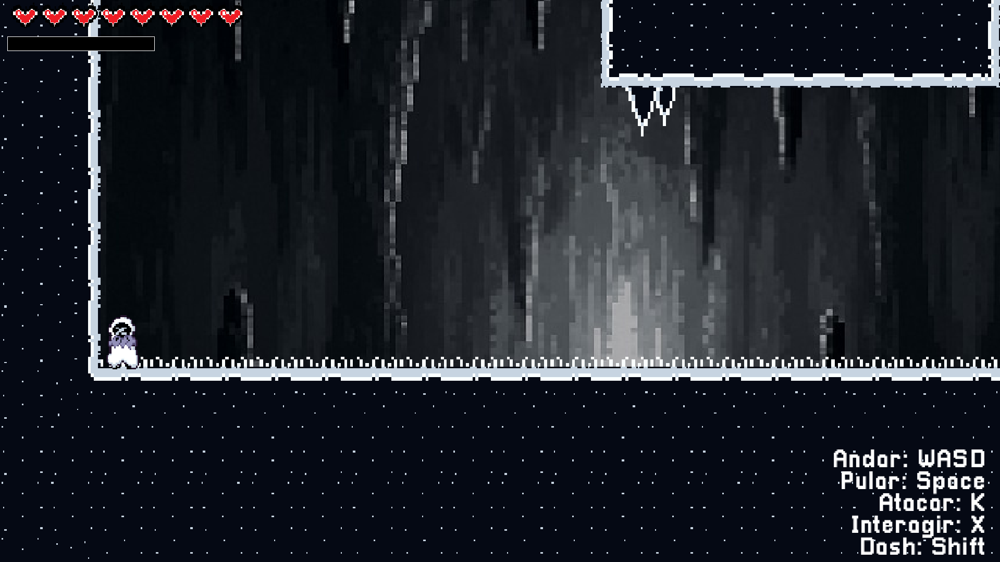 Andar: WASD
Pular: Space
Atacar: K
Interagir: X
Dash: Shift